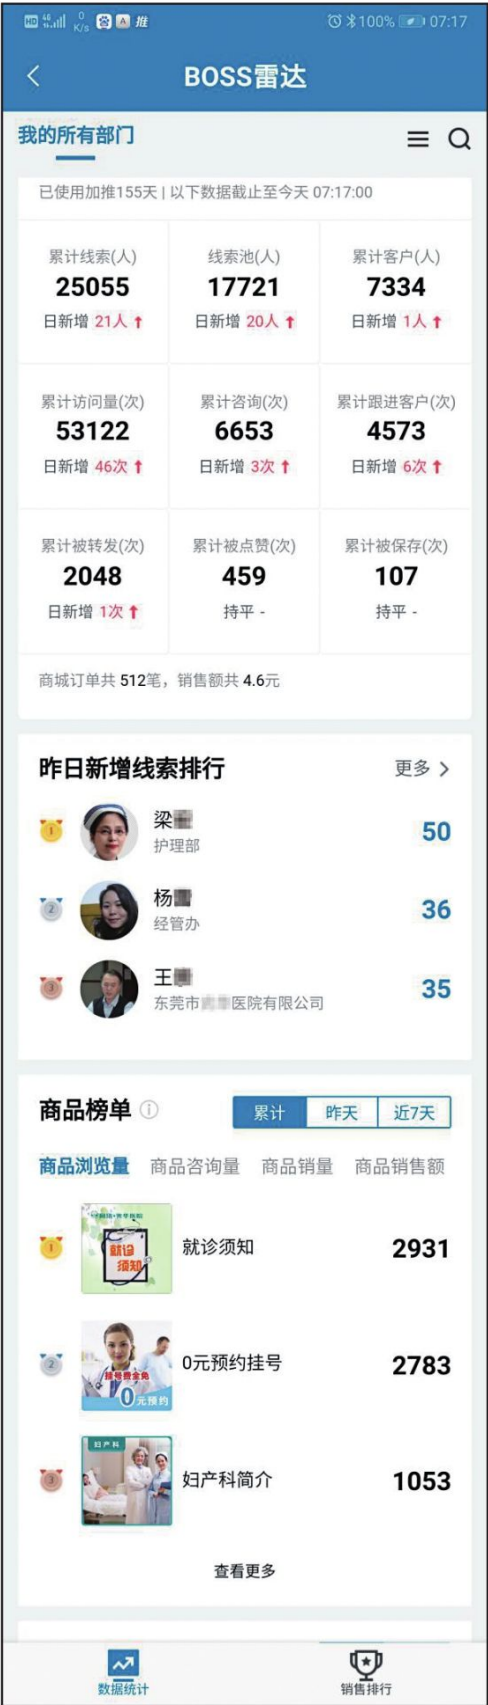 HD 46 0 K/s 推 100% 07:17
BOSS雷达
我的所有部门
已使用加推155天 | 以下数据截止至今天 07:17:00
累计线索(人) 线索池(人) 累计客户(人)
25055 17721 7334
日新增 21人 ↑ 日新增 20人 ↑ 日新增 1人 ↑
累计访问量(次) 累计咨询(次) 累计跟进客户(次)
53122 6653 4573
日新增 46次 ↑ 日新增 3次 ↑ 日新增 6次 ↑
累计被转发(次) 累计被点赞(次) 累计被保存(次)
2048 459 107
日新增 1次 ↑ 持平 - 持平 -
商城订单共 512笔，销售额共 4.6元
昨日新增线索排行 更多
1 梁 50
护理部
2 杨 36
经管办
3 王 35
东莞市 医院有限公司
商品榜单 累计 昨天 近7天
商品浏览量 商品咨询量 商品销量 商品销售额
就诊
须知
1 就诊须知 2931
2 0元预约挂号 2783
挂号费全免
0元预约
妇产科
3 妇产科简介 1053
查看更多
数据统计 销售排行